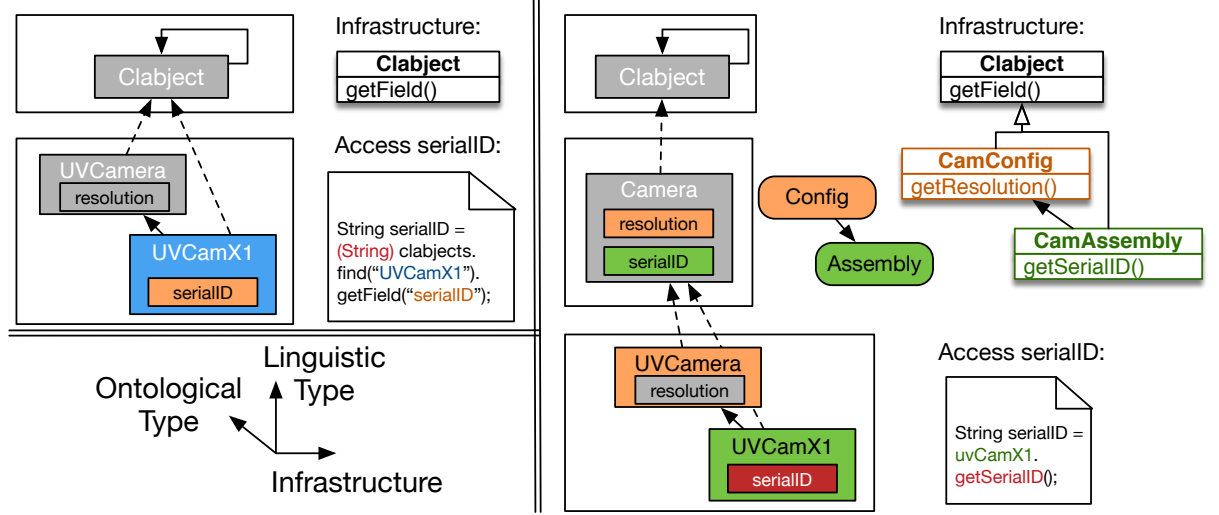 Clabject
Infrastructure:
Clabject
getField()
UVCamera
resolution
UVCamX1
serialID
Access serialID:
String serialID =
(String) clabjects.
find(“UVCamX1”).
getField(“serialID”);
Linguistic
Type
Ontological
Type
Infrastructure
Clabject
Infrastructure:
Clabject
getField()
Camera
resolution
serialID
Config
Assembly
CamConfig
getResolution()
CamAssembly
getSerialID()
UVCamera
resolution
UVCamX1
serialID
Access serialID:
String serialID =
uvCamX1.
getSerialID();